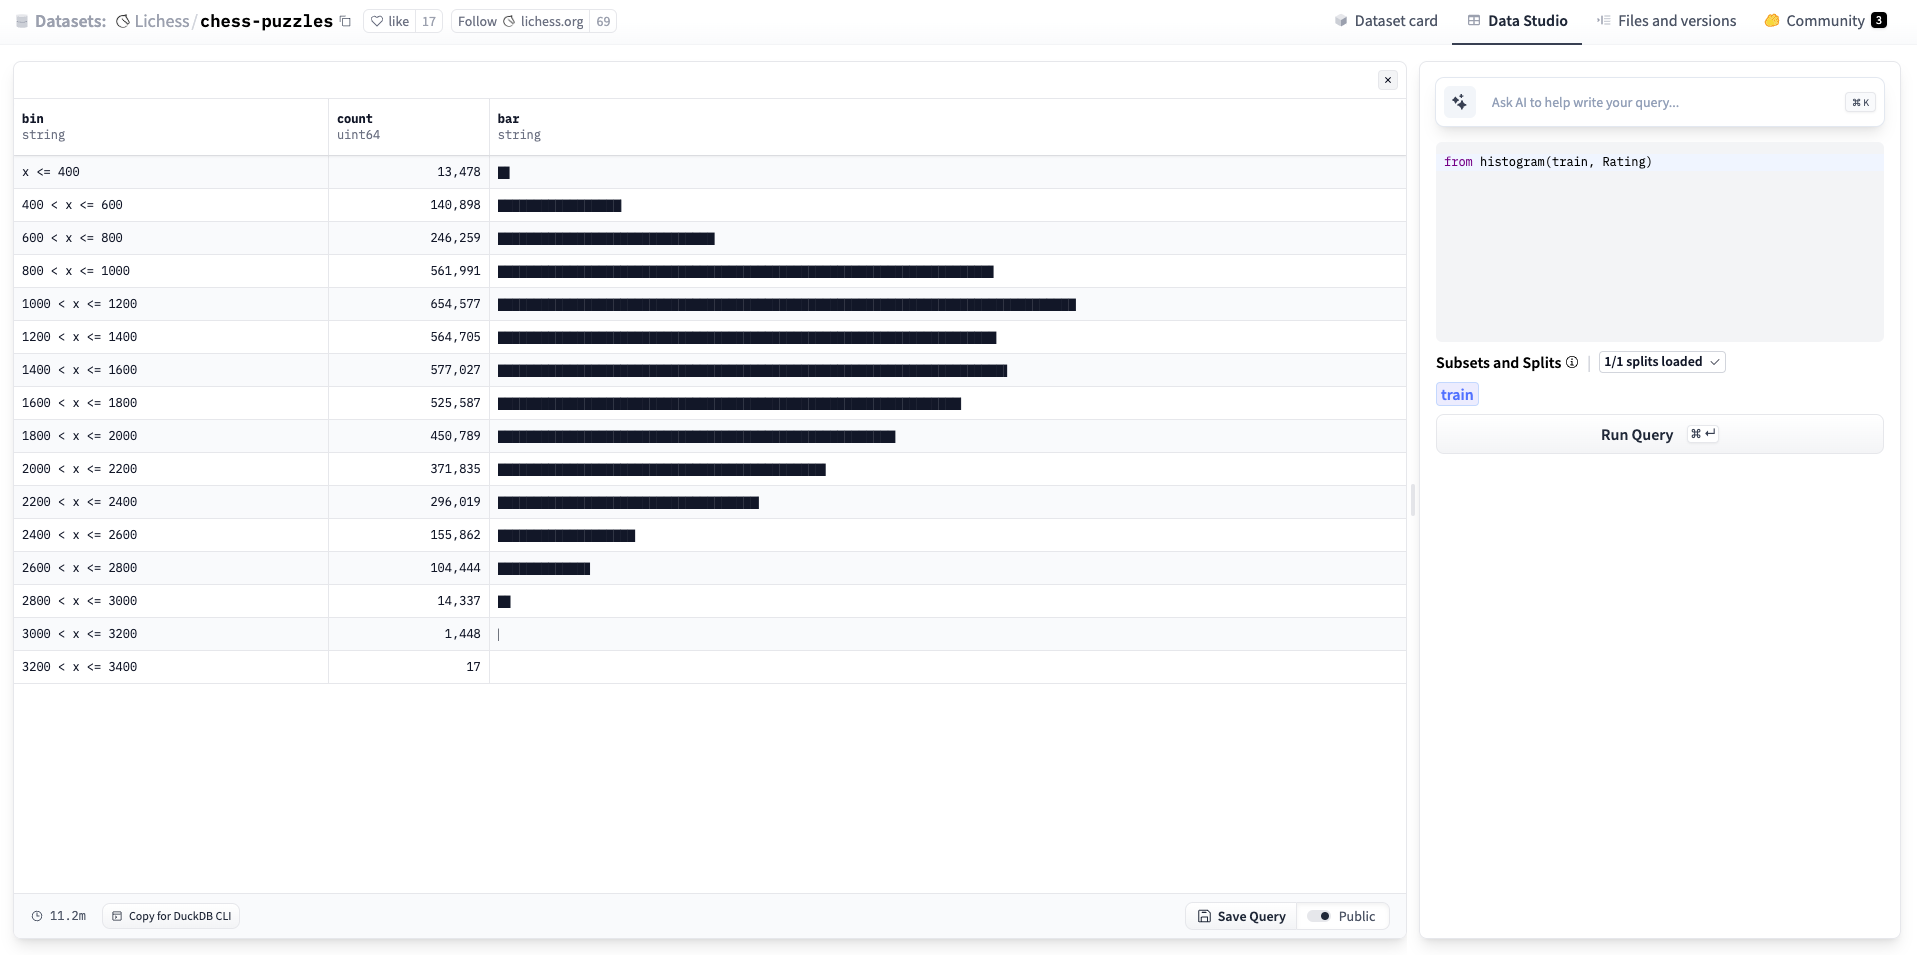 Datasets: Lichess/chess-puzzles like 17 Follow lichess.org 69 Dataset card Data Studio Files and versions Community 3
×
bin count bar
string uint64 string
x <= 400 13,478
400 < x <= 600 140,898
600 < x <= 800 246,259
800 < x <= 1000 561,991
1000 < x <= 1200 654,577
1200 < x <= 1400 564,705
1400 < x <= 1600 577,027
1600 < x <= 1800 525,587
1800 < x <= 2000 450,789
2000 < x <= 2200 371,835
2200 < x <= 2400 296,019
2400 < x <= 2600 155,862
2600 < x <= 2800 104,444
2800 < x <= 3000 14,337
3000 < x <= 3200 1,448
3200 < x <= 3400 17
11.2m Copy for DuckDB CLI Save Query Public
Ask AI to help write your query... ⌘ K
from histogram(train, Rating)
Subsets and Splits | 1/1 splits loaded
train
Run Query ⌘ ↵